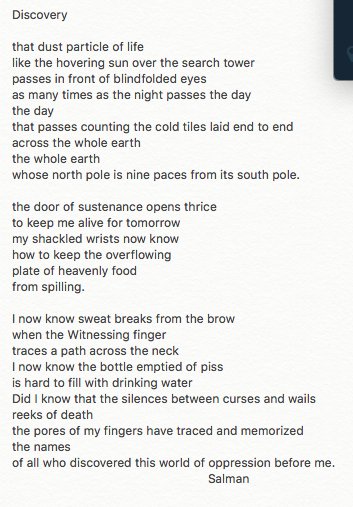 Discovery
that dust particle of life
like the hovering sun over the search tower
passes in front of blindfolded eyes
as many times as the night passes the day
the day
that passes counting the cold tiles laid end to end
across the whole earth
the whole earth
whose north pole is nine paces from its south pole.
the door of sustenance opens thrice
to keep me alive for tomorrow
my shackled wrists now know
how to keep the overflowing
plate of heavenly food
from spilling.
I now know sweat breaks from the brow
when the Witnessing finger
traces a path across the neck
I now know the bottle emptied of piss
is hard to fill with drinking water
Did I know that the silences between curses and wails
reeks of death
the pores of my fingers have traced and memorized
the names
of all who discovered this world of oppression before me.
Salman